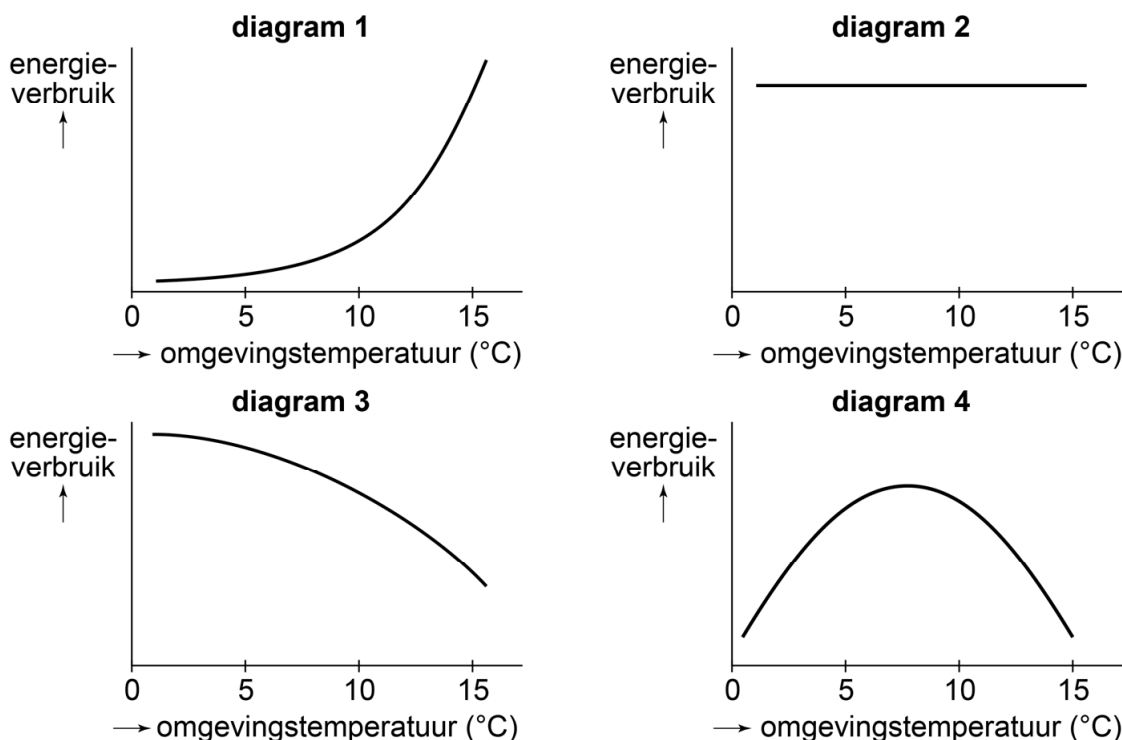 diagram 1
energie-
verbruik
0 5 10 15
omgevingstemperatuur (°C)
diagram 2
energie-
verbruik
0 5 10 15
omgevingstemperatuur (°C)
diagram 3
energie-
verbruik
0 5 10 15
omgevingstemperatuur (°C)
diagram 4
energie-
verbruik
0 5 10 15
omgevingstemperatuur (°C)